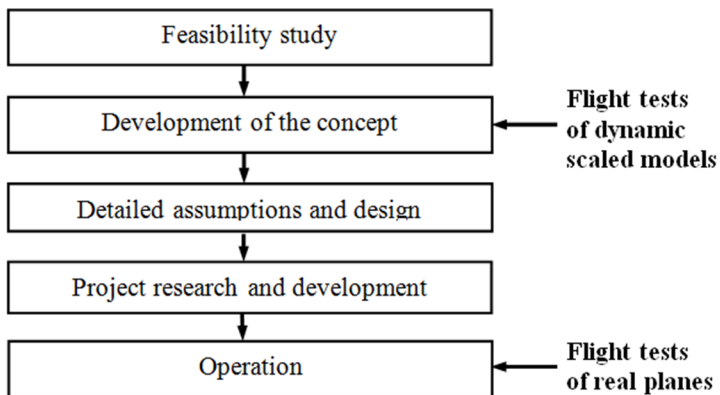 Feasibility study
Development of the concept
Flight tests
of dynamic
scaled models
Detailed assumptions and design
Project research and development
Operation
Flight tests
of real planes